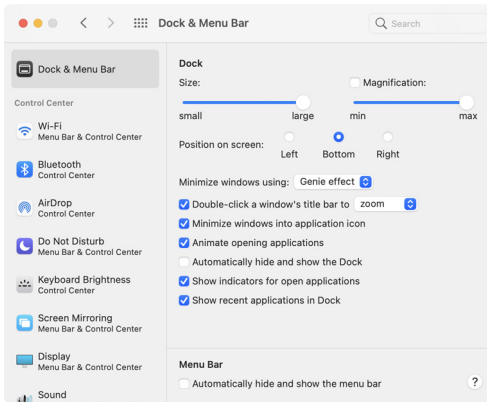 Dock & Menu Bar
Search
Dock & Menu Bar
Control Center
Wi-Fi
Menu Bar & Control Center
Bluetooth
Control Center
AirDrop
Control Center
Do Not Disturb
Menu Bar & Control Center
Keyboard Brightness
Control Center
Screen Mirroring
Menu Bar & Control Center
Display
Menu Bar & Control Center
Sound
Dock
Size:
Magnification:
small large min max
Position on screen:
Left Bottom Right
Minimize windows using: Genie effect
Double-click a window's title bar to zoom
Minimize windows into application icon
Animate opening applications
Automatically hide and show the Dock
Show indicators for open applications
Show recent applications in Dock
Menu Bar
Automatically hide and show the menu bar
?